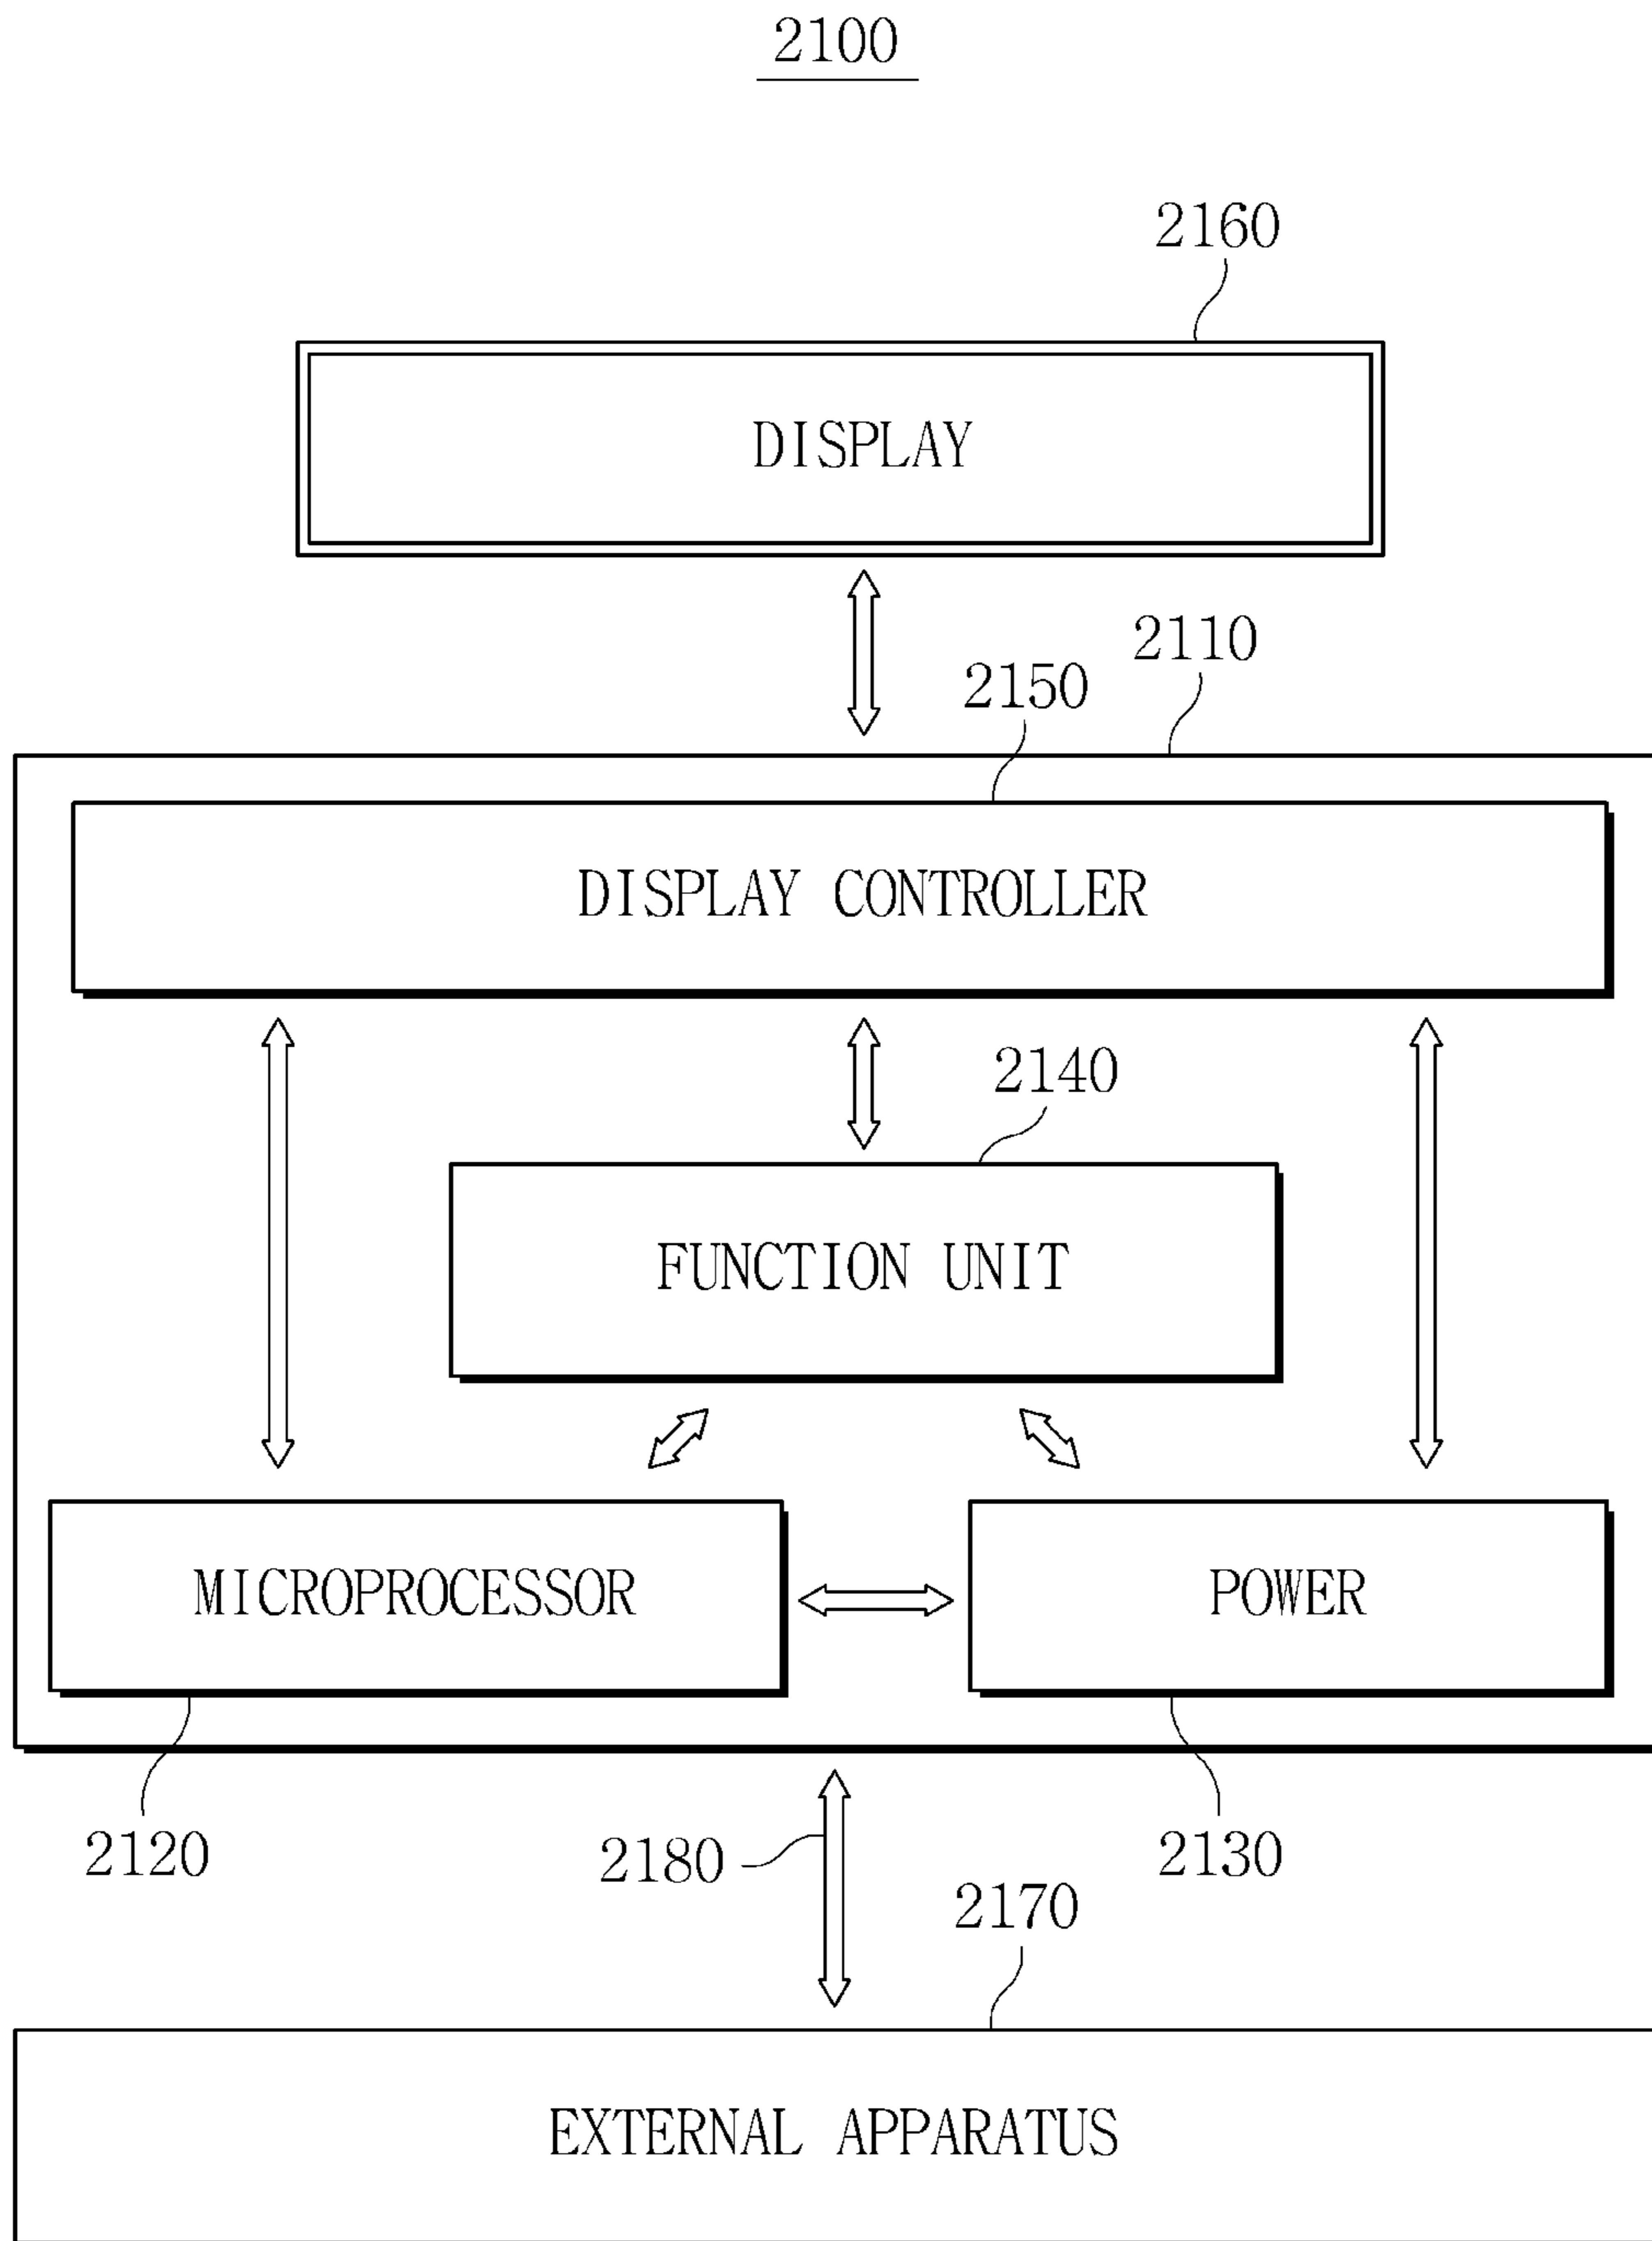 2100
2160
DISPLAY
2110
2150
DISPLAY CONTROLLER
2140
FUNCTION UNIT
MICROPROCESSOR
POWER
2120
2180
2130
2170
EXTERNAL APPARATUS